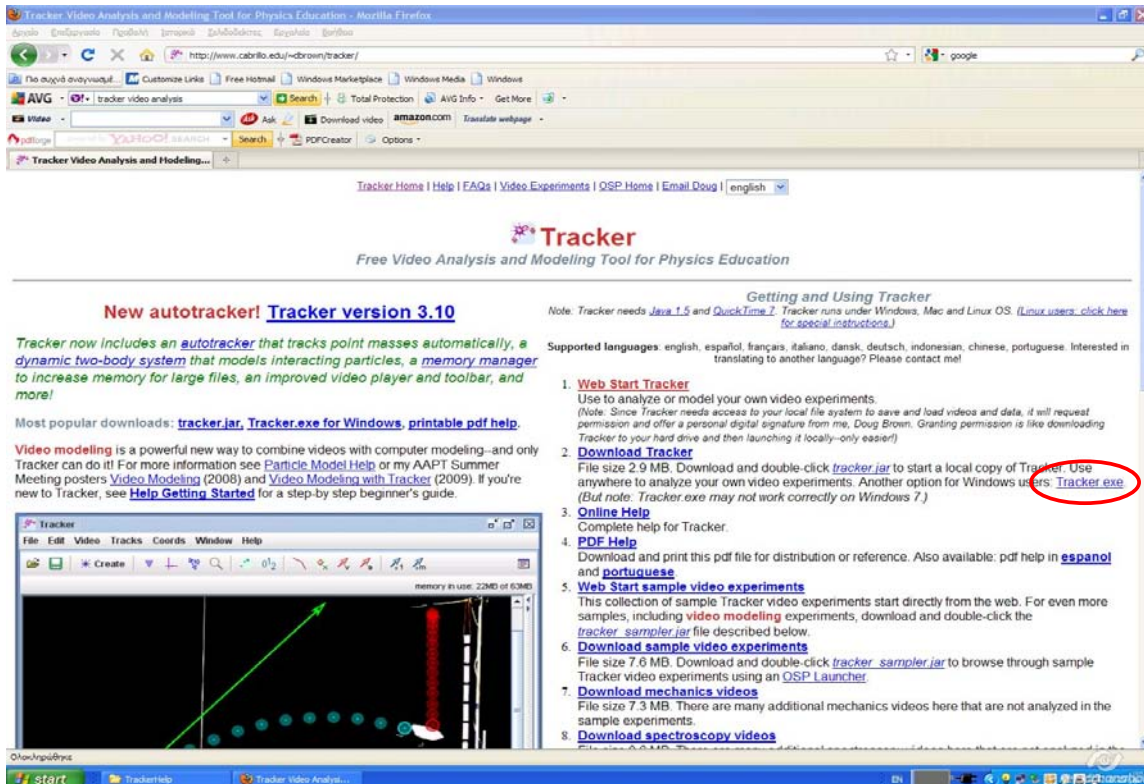 Tracker Video Analysis and Modeling Tool for Physics Education - Mozilla Firefox
Αρχείο Επεξεργασία Προβολή Ιστορικό Σελιδοδείκτες Εργαλεία Βοήθεια
http://www.cabrillo.edu/~dbrown/tracker/
google
Πιο συχνά αναγνωσμέ... Customize Links Free Hotmail Windows Marketplace Windows Media Windows
AVG tracker video analysis Search Total Protection AVG Info Get More
Video Ask Download video amazon.com Translate webpage
pdfforge YAHOO! SEARCH Search PDFCreator Options
Tracker Video Analysis and Modeling...
Tracker Home | Help | FAQs | Video Experiments | OSP Home | Email Doug | english
Tracker
Free Video Analysis and Modeling Tool for Physics Education
New autotracker! Tracker version 3.10
Tracker now includes an autotracker that tracks point masses automatically, a
dynamic two-body system that models interacting particles, a memory manager
to increase memory for large files, an improved video player and toolbar, and
more!
Most popular downloads: tracker.jar, Tracker.exe for Windows, printable pdf help.
Video modeling is a powerful new way to combine videos with computer modeling--and only
Tracker can do it! For more information see Particle Model Help or my AAPT Summer
Meeting posters Video Modeling (2008) and Video Modeling with Tracker (2009). If you're
new to Tracker, see Help Getting Started for a step-by step beginner's guide.
Tracker
File Edit Video Tracks Coords Window Help
Create
memory in use: 22MB of 63MB
Getting and Using Tracker
Note: Tracker needs Java 1.5 and QuickTime 7. Tracker runs under Windows, Mac and Linux OS. (Linux users: click here
for special instructions.)
Supported languages: english, español, français, italiano, dansk, deutsch, indonesian, chinese, portuguese. Interested in
translating to another language? Please contact me!
1. Web Start Tracker
Use to analyze or model your own video experiments.
(Note: Since Tracker needs access to your local file system to save and load videos and data, it will request
permission and offer a personal digital signature from me, Doug Brown. Granting permission is like downloading
Tracker to your hard drive and then launching it locally--only easier!)
2. Download Tracker
File size 2.9 MB. Download and double-click tracker.jar to start a local copy of Tracker. Use
anywhere to analyze your own video experiments. Another option for Windows users: Tracker.exe.
(But note: Tracker.exe may not work correctly on Windows 7.)
3. Online Help
Complete help for Tracker.
4. PDF Help
Download and print this pdf file for distribution or reference. Also available: pdf help in espanol
and portuguese.
5. Web Start sample video experiments
This collection of sample Tracker video experiments start directly from the web. For even more
samples, including video modeling experiments, download and double-click the
tracker_sampler.jar file described below.
6. Download sample video experiments
File size 7.6 MB. Download and double-click tracker_sampler.jar to browse through sample
Tracker video experiments using an OSP Launcher.
7. Download mechanics videos
File size 7.3 MB. There are many additional mechanics videos here that are not analyzed in the
sample experiments.
8. Download spectroscopy videos
Ολοκληρώθηκε
start TrackerHelp Tracker Video Analysi... EN